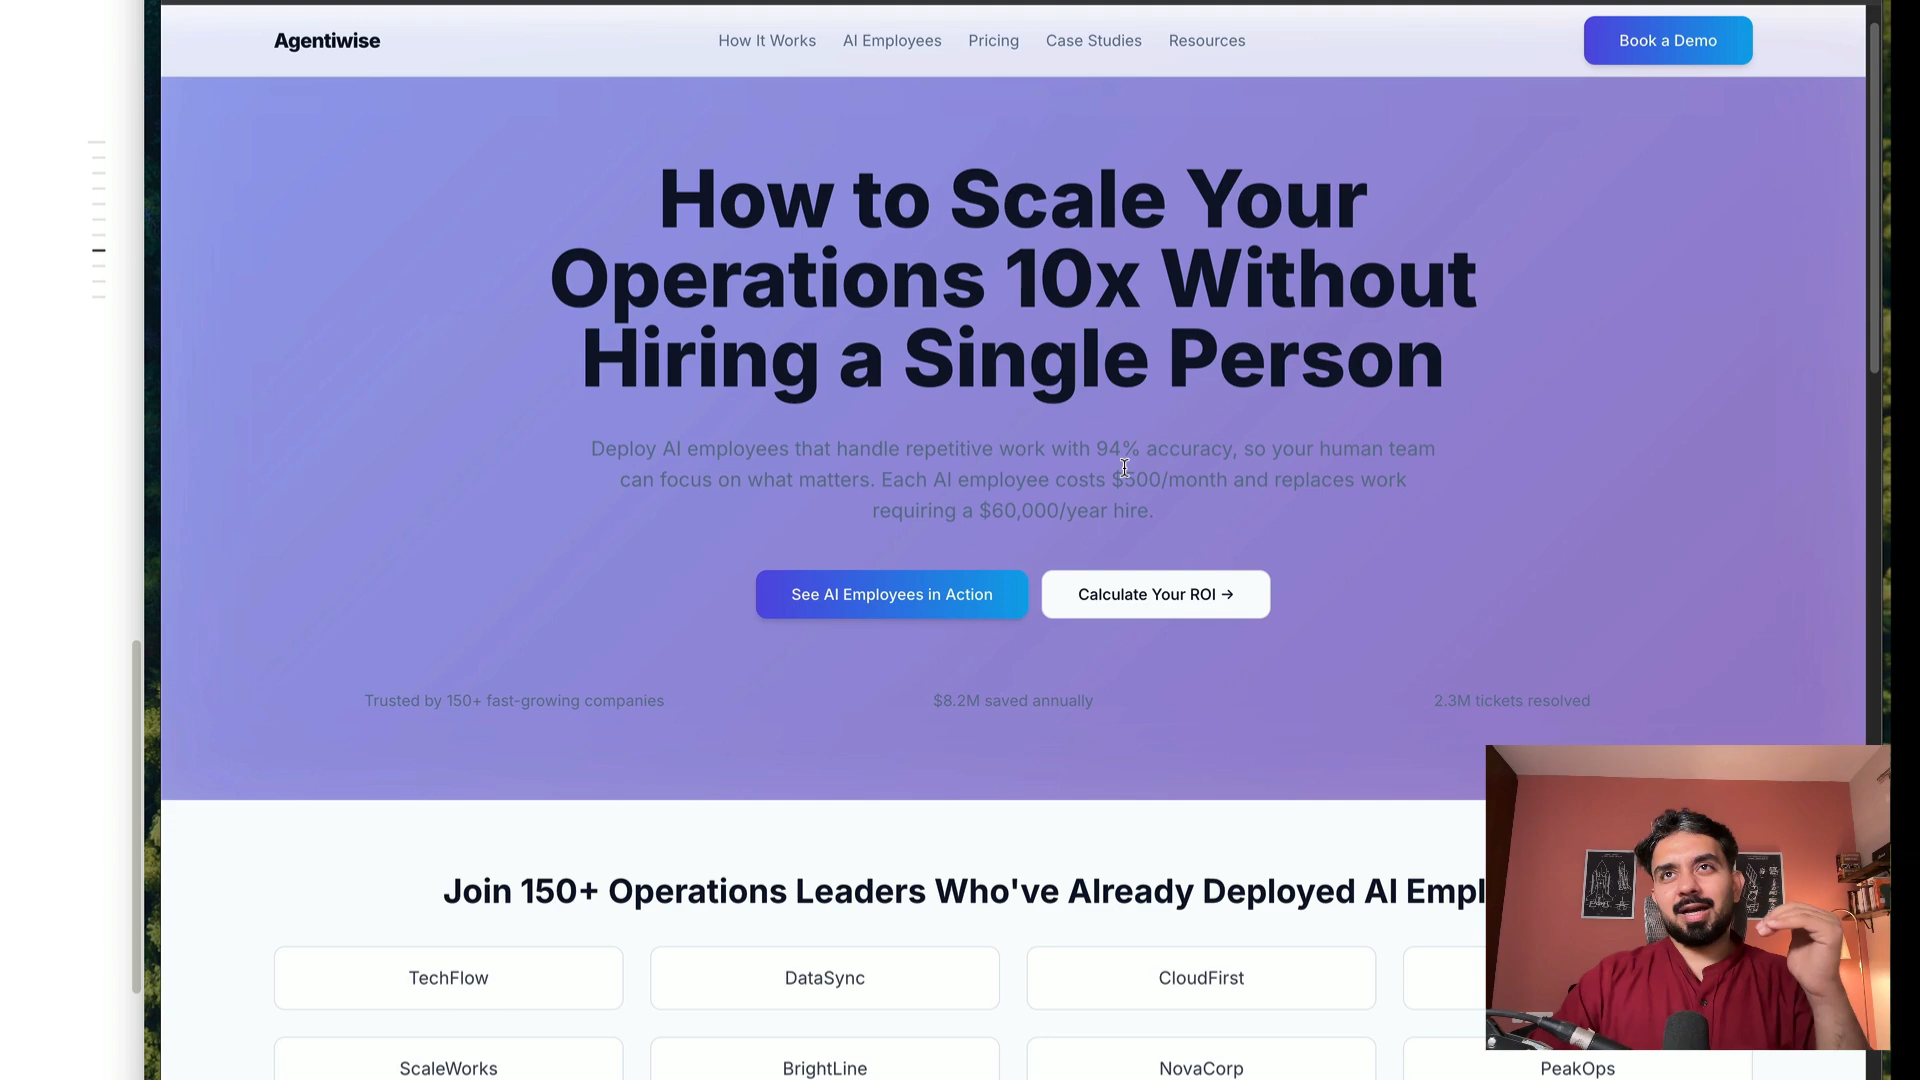 Agentiwise
How It Works
AI Employees
Pricing
Case Studies
Resources
Book a Demo
How to Scale Your
Operations 10x Without
Hiring a Single Person
Deploy AI employees that handle repetitive work with 94% accuracy, so your human team
can focus on what matters. Each AI employee costs $500/month and replaces work
requiring a $60,000/year hire.
See AI Employees in Action
Calculate Your ROI →
Trusted by 150+ fast-growing companies
$8.2M saved annually
2.3M tickets resolved
Join 150+ Operations Leaders Who've Already Deployed AI Empl
TechFlow
DataSync
CloudFirst
ScaleWorks
BrightLine
NovaCorp
PeakOps